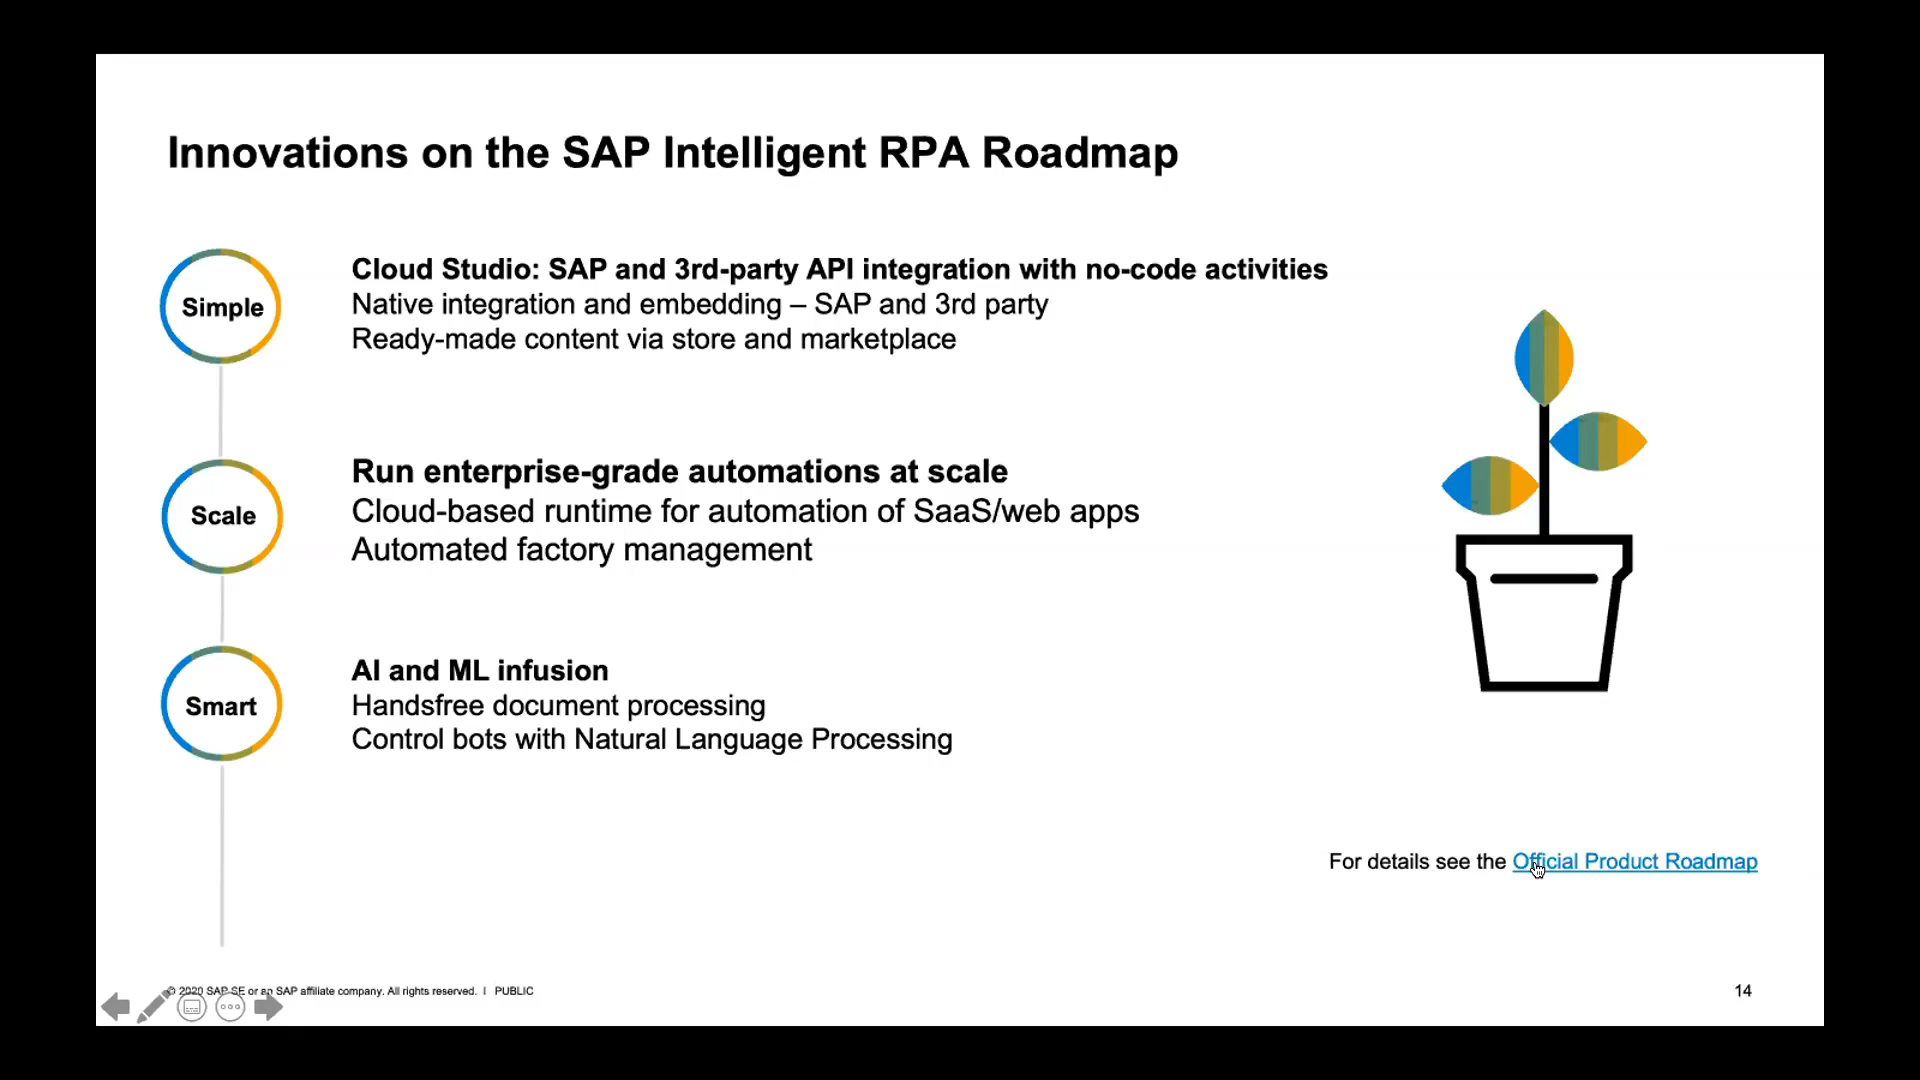 Innovations on the SAP Intelligent RPA Roadmap
Simple
Cloud Studio: SAP and 3rd-party API integration with no-code activities
Native integration and embedding – SAP and 3rd party
Ready-made content via store and marketplace
Scale
Run enterprise-grade automations at scale
Cloud-based runtime for automation of SaaS/web apps
Automated factory management
Smart
AI and ML infusion
Handsfree document processing
Control bots with Natural Language Processing
For details see the Official Product Roadmap
© 2020 SAP SE or an SAP affiliate company. All rights reserved. I PUBLIC
14